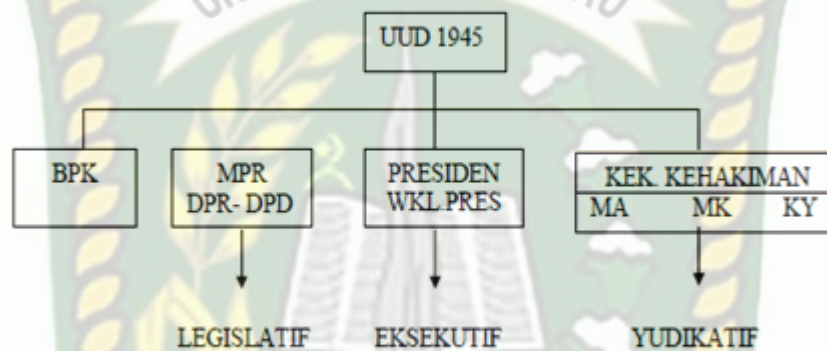 UUD 1945
BPK
MPR
DPR- DPD
PRESIDEN
WKL.PRES
KEK. KEHAKIMAN
MA MK KY
LEGISLATIF
EKSEKUTIF
YUDIKATIF